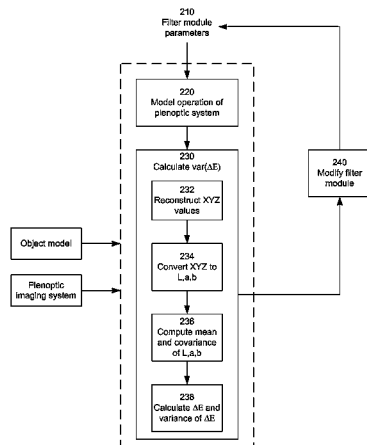 210
Filter module
parameters
220
Model operation of
plenoptic system
230
Calculate var(ΔE)
232
Reconstruct XYZ
values
234
Convert XYZ to
L,a,b
236
Compute mean
and covariance
of L,a,b
238
Calculate ΔE and
variance of ΔE
240
Modify filter
module
Object model
Plenoptic imaging
system